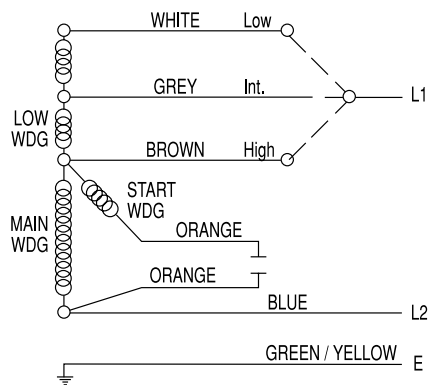 WHITE Low
GREY Int. L1
LOW
WDG
BROWN High
START
WDG
MAIN
WDG
ORANGE
ORANGE
BLUE L2
GREEN / YELLOW E